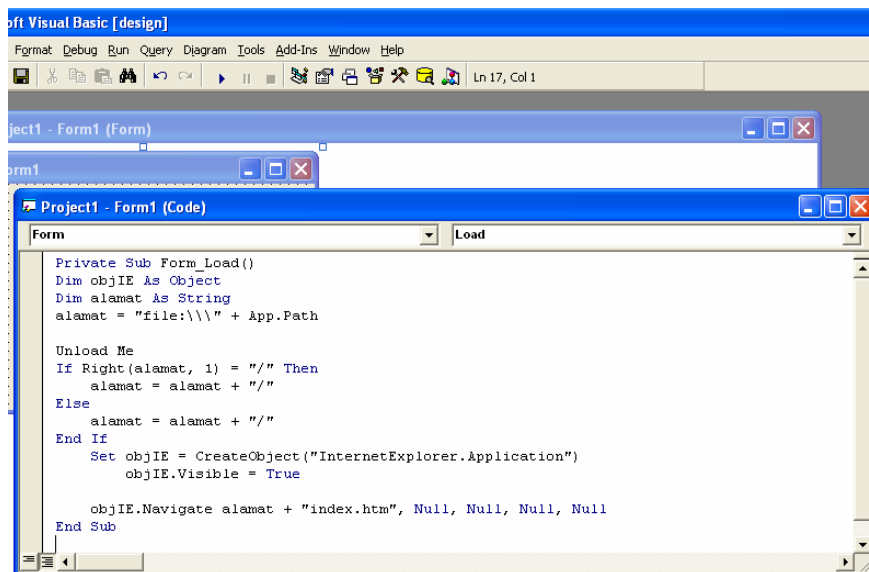 oft Visual Basic [design]
Format Debug Run Query Diagram Tools Add-Ins Window Help
Ln 17, Col 1
ject1 - Form1 (Form)
orm1
Project1 - Form1 (Code)
Form Load
Private Sub Form_Load()
Dim objIE As Object
Dim alamat As String
alamat = "file:\\\" + App.Path
Unload Me
If Right(alamat, 1) = "/" Then
alamat = alamat + "/"
Else
alamat = alamat + "/"
End If
Set objIE = CreateObject("InternetExplorer.Application")
objIE.Visible = True
objIE.Navigate alamat + "index.htm", Null, Null, Null, Null
End Sub